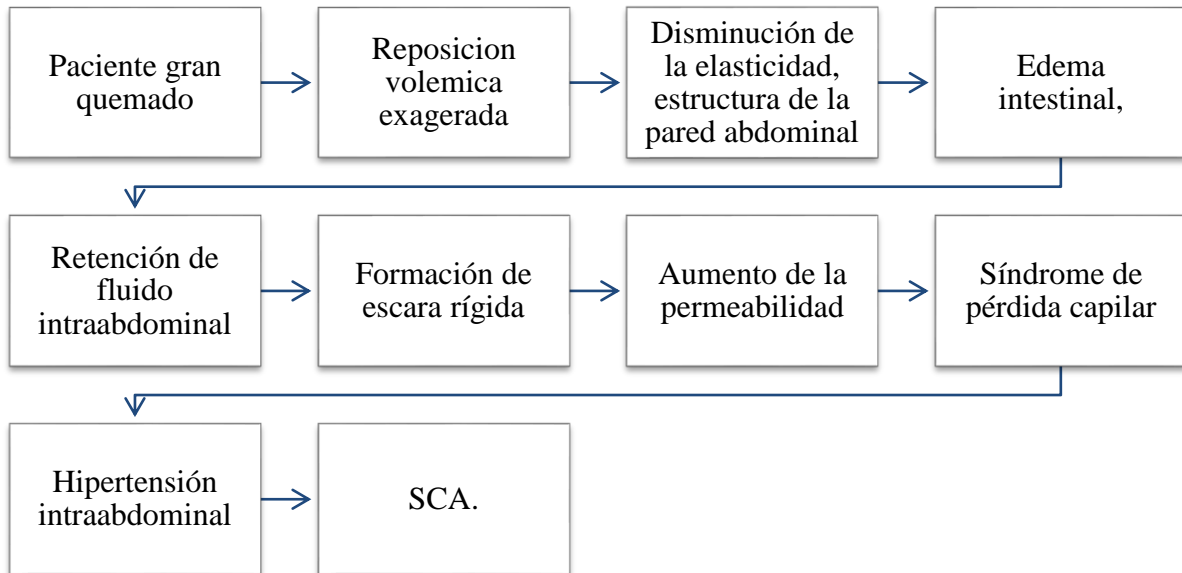 Paciente gran
quemado
Reposicion
volemica
exagerada
Disminución de
la elasticidad,
estructura de la
pared abdominal
Edema
intestinal,
Retención de
fluido
intraabdominal
Formación de
escara rígida
Aumento de la
permeabilidad
Síndrome de
pérdida capilar
Hipertensión
intraabdominal
SCA.